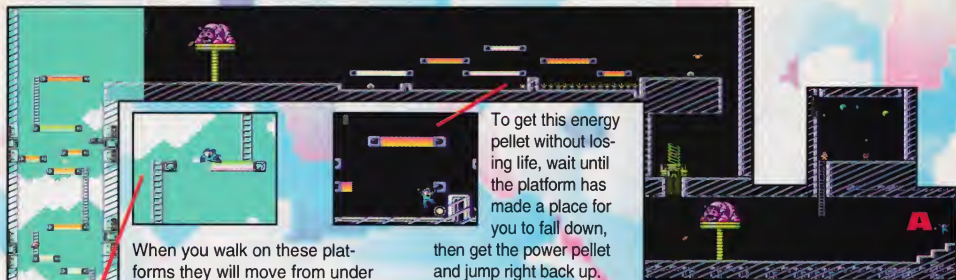 To get this energy
pellet without los-
ing life, wait until
the platform has
made a place for
you to fall down,
then get the power pellet
and jump right back up.
When you walk on these plat-
forms they will move from under
A